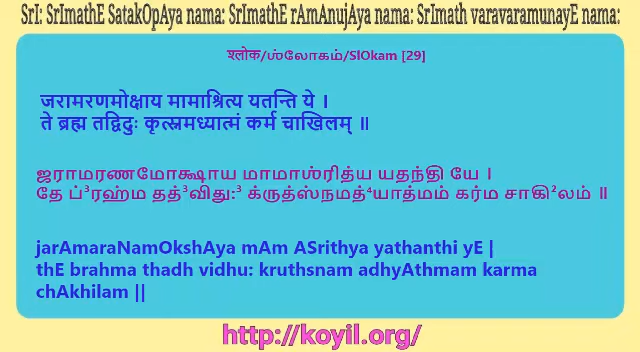 SrI: SrImathE SatakOpAya nama: SrImathE rAmAnujAya nama: SrImath varavaramunayE nama:
श्लोक/ஶ்லோகம்/SlOkam [29]
जरामरणमोक्षाय मामाश्रित्य यतन्ति ये ।
ते ब्रह्म तद्विदुः कृत्स्नमध्यात्मं कर्म चाखिलम् ॥
ஜராமரணமோக்ஷாய மாமாஶ்ரித்ய யதந்தி யே ।
தே ப்³ரஹ்ம தத்³விது:³ க்ருத்ஸ்நமத்⁴யாத்மம் கர்ம சாகி²லம் ॥
jarAmaraNamOkshAya mAm ASrithya yathanthi yE |
thE brahma thadh vidhu: kruthsnam adhyAthmam karma
chAkhilam ||
http://koyil.org/